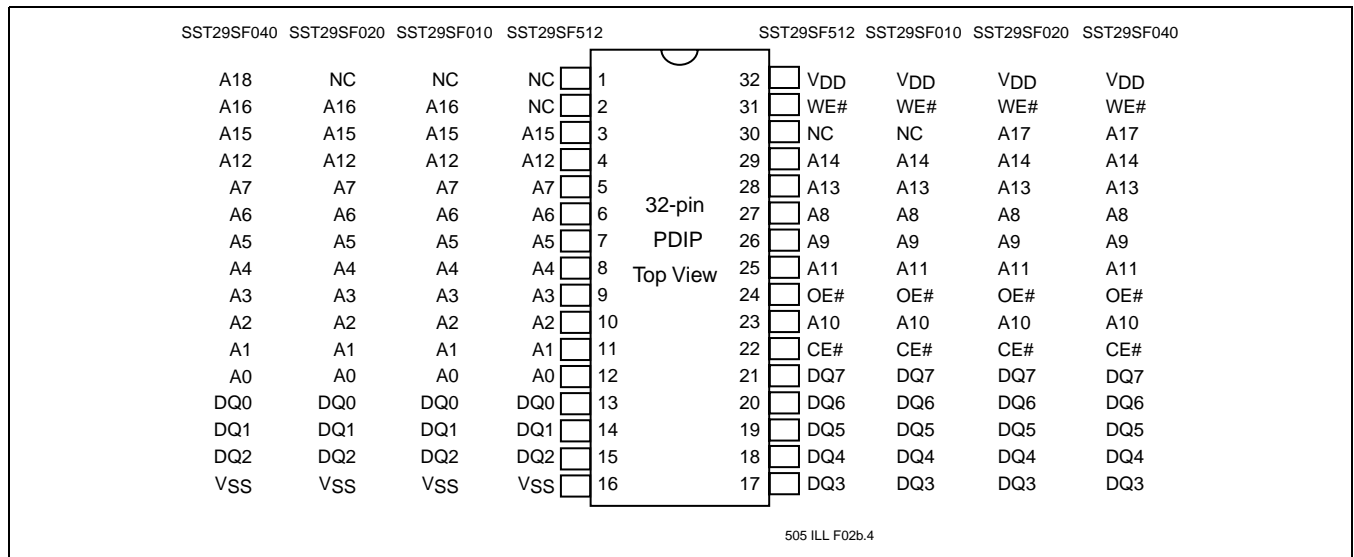 SST29SF040 SST29SF020 SST29SF010 SST29SF512 SST29SF512 SST29SF010 SST29SF020 SST29SF040
A18 NC NC NC 1 32 VDD VDD VDD VDD
A16 A16 A16 NC 2 31 WE# WE# WE# WE#
A15 A15 A15 A15 3 30 NC NC A17 A17
A12 A12 A12 A12 4 29 A14 A14 A14 A14
A7 A7 A7 A7 5 28 A13 A13 A13 A13
A6 A6 A6 A6 6 32-pin 27 A8 A8 A8 A8
A5 A5 A5 A5 7 PDIP 26 A9 A9 A9 A9
A4 A4 A4 A4 8 Top View 25 A11 A11 A11 A11
A3 A3 A3 A3 9 24 OE# OE# OE# OE#
A2 A2 A2 A2 10 23 A10 A10 A10 A10
A1 A1 A1 A1 11 22 CE# CE# CE# CE#
A0 A0 A0 A0 12 21 DQ7 DQ7 DQ7 DQ7
DQ0 DQ0 DQ0 DQ0 13 20 DQ6 DQ6 DQ6 DQ6
DQ1 DQ1 DQ1 DQ1 14 19 DQ5 DQ5 DQ5 DQ5
DQ2 DQ2 DQ2 DQ2 15 18 DQ4 DQ4 DQ4 DQ4
VSS VSS VSS VSS 16 17 DQ3 DQ3 DQ3 DQ3
505 ILL F02b.4